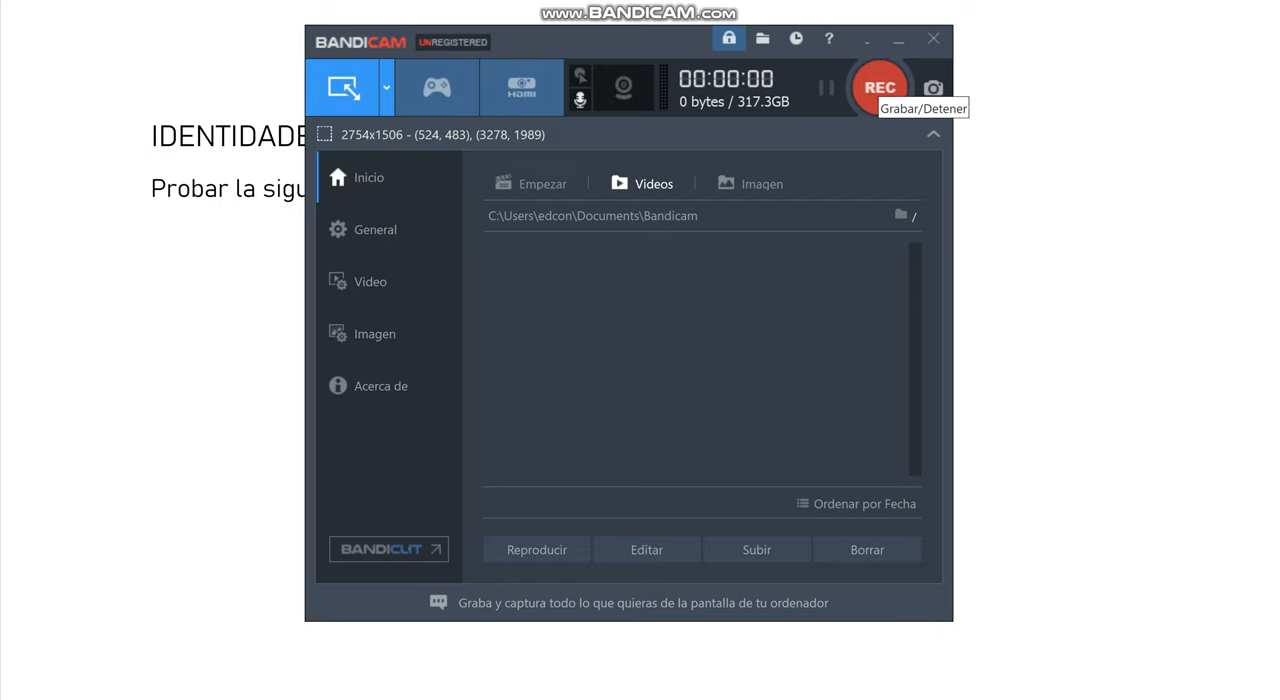 www.BANDICAM.com
BANDICAM UNREGISTERED
?
HDMI
00:00:00
0 bytes / 317.3GB
REC
Grabar/Detener
IDENTIDADE
2754x1506 - (524, 483), (3278, 1989)
Probar la sigu
Inicio
General
Video
Imagen
Acerca de
BANDICUT
Empezar
Videos
Imagen
C:\Users\edcon\Documents\Bandicam
/
Ordenar por Fecha
Reproducir
Editar
Subir
Borrar
Graba y captura todo lo que quieras de la pantalla de tu ordenador